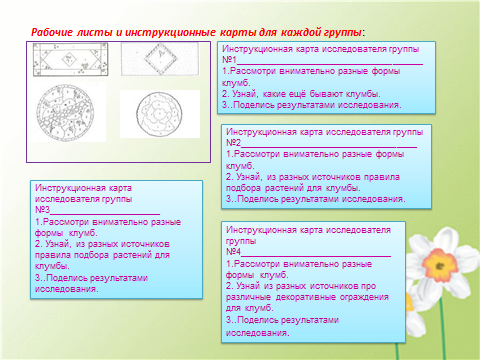 Рабочие листы и инструкционные карты для каждой группы:
Инструкционная карта исследователя группы
№1___________________________________
1.Рассмотри внимательно разные формы
клумб.
2. Узнай, какие ещё бывают клумбы.
3..Поделись результатами исследования.
Инструкционная карта исследователя группы
№2_________________________________
1.Рассмотри внимательно разные формы
клумб.
2. Узнай, из разных источников правила
подбора растений для клумбы.
3..Поделись результатами исследования.
Инструкционная карта
исследователя группы
№3_____________________
1.Рассмотри внимательно разные
формы клумб.
2. Узнай, из разных источников
правила подбора растений для
клумбы.
3..Поделись результатами
исследования.
Инструкционная карта исследователя
группы
№4____________________________
1.Рассмотри внимательно разные
формы клумб.
2. Узнай из разных источников про
различные декоративные ограждения
для клумб.
3..Поделись результатами
исследования.